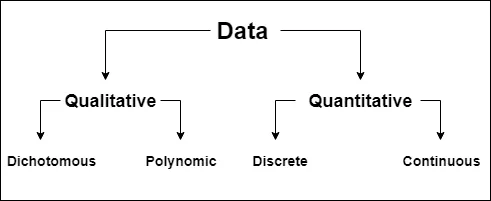 Data
Qualitative
Quantitative
Dichotomous
Polynomic
Discrete
Continuous